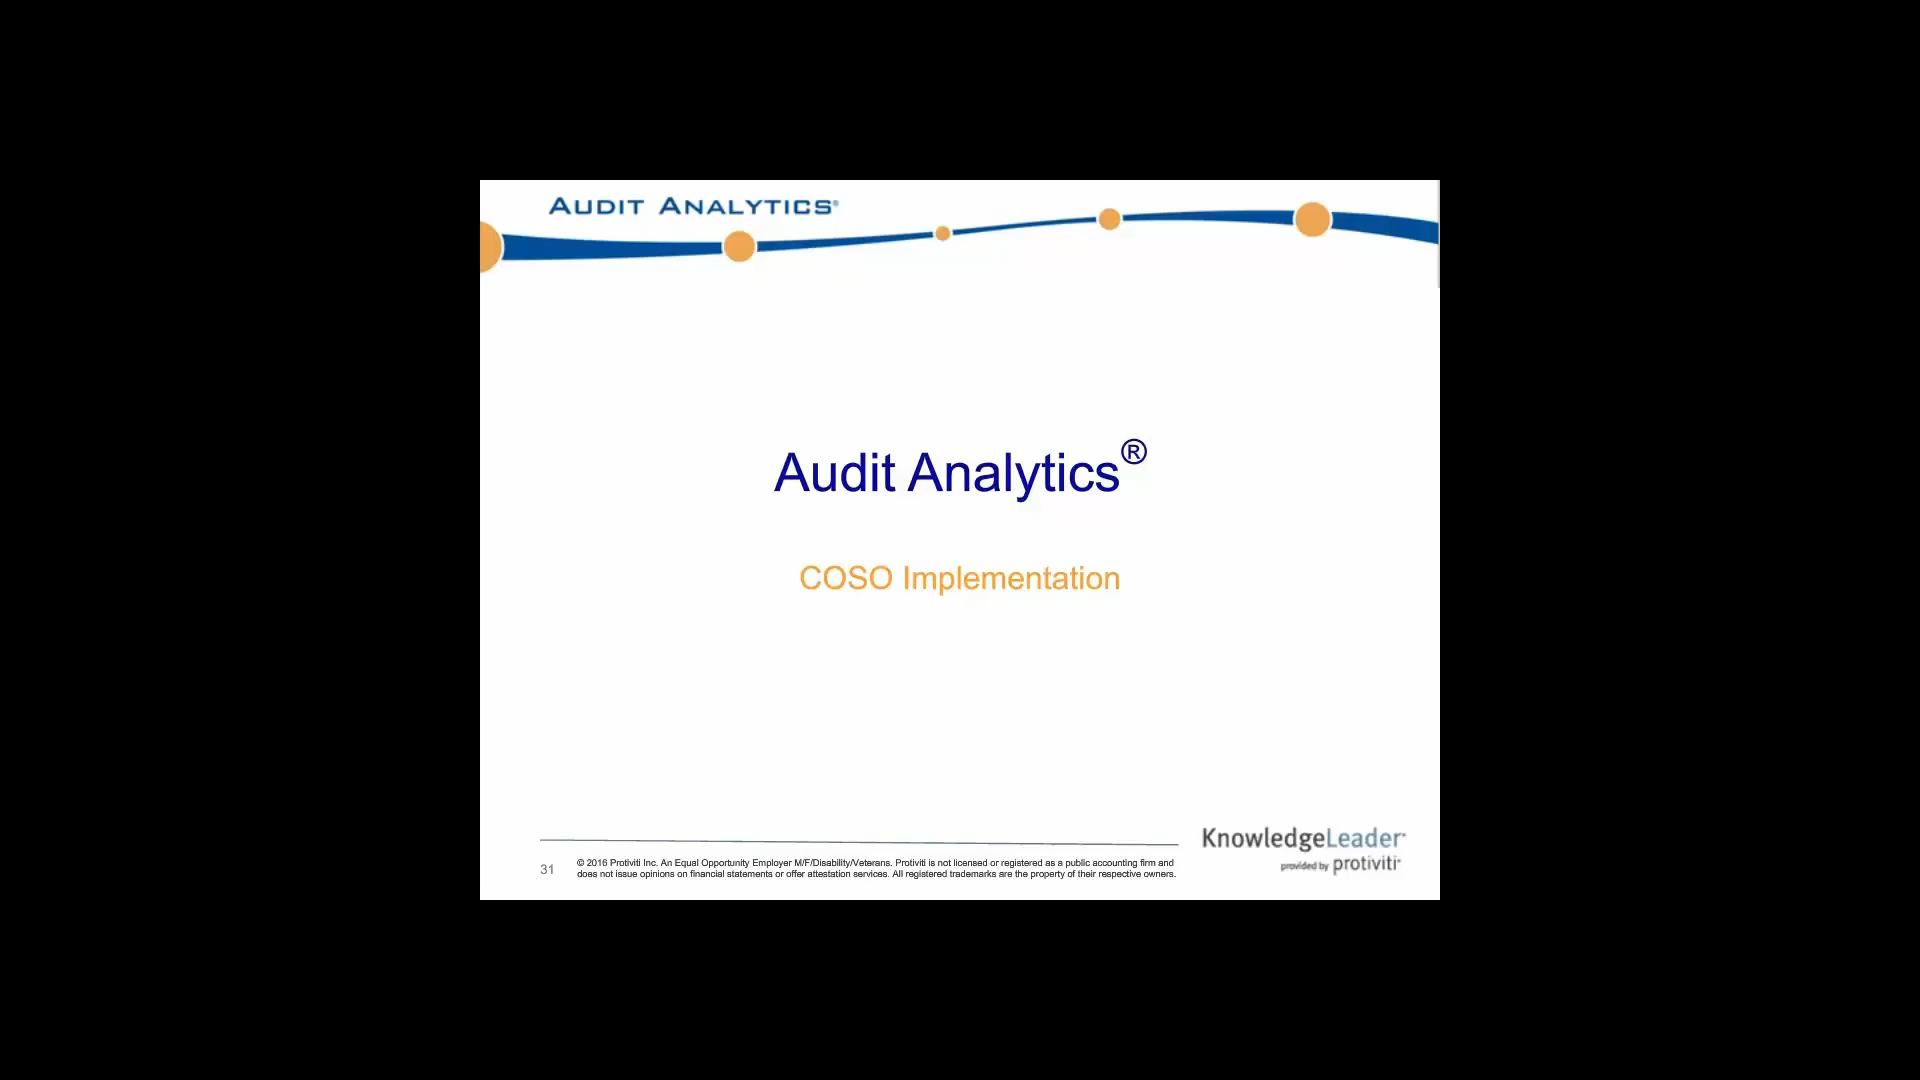 AUDIT ANALYTICS®
Audit Analytics®
COSO Implementation
KnowledgeLeader™
provided by protiviti®
31
© 2016 Protiviti Inc. An Equal Opportunity Employer M/F/Disability/Veterans. Protiviti is not licensed or registered as a public accounting firm and
does not issue opinions on financial statements or offer attestation services. All registered trademarks are the property of their respective owners.